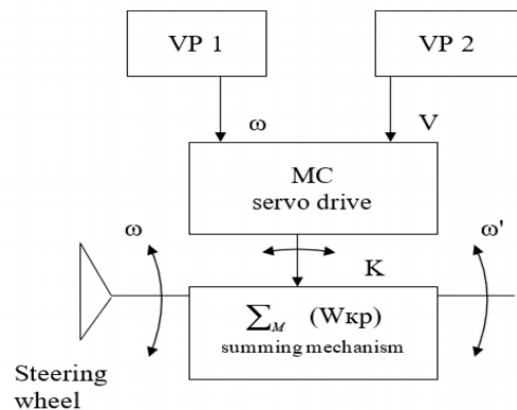 VP 1
VP 2
ω
V
MC
servo drive
ω
ω'
K
∑M (Wкр)
summing mechanism
Steering
wheel